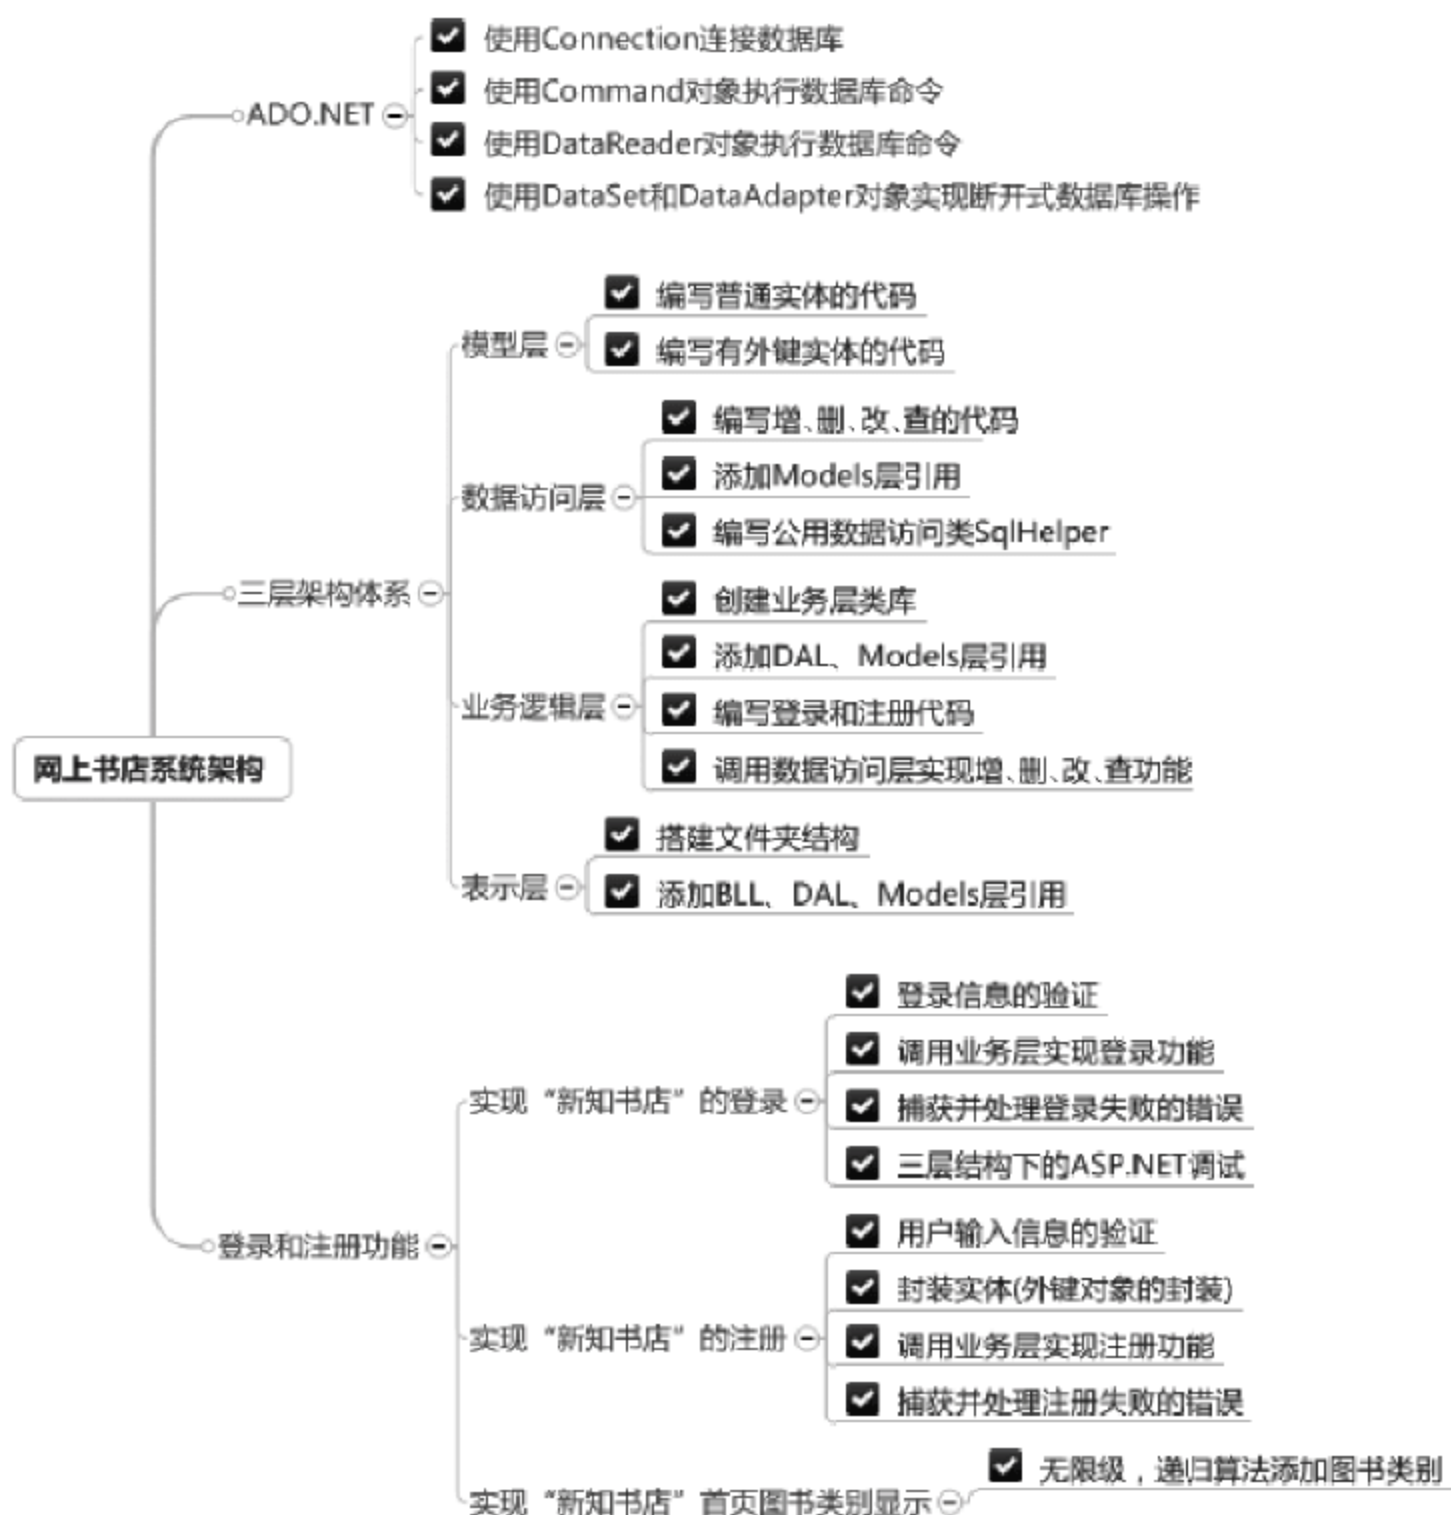 ADO.NET
使用Connection连接数据库
使用Command对象执行数据库命令
使用DataReader对象执行数据库命令
使用DataSet和DataAdapter对象实现断开式数据库操作
网上书店系统架构
三层架构体系
模型层
编写普通实体的代码
编写有外键实体的代码
数据访问层
编写增、删、改、查的代码
添加Models层引用
编写公用数据访问类SqlHelper
业务逻辑层
创建业务层类库
添加DAL、Models层引用
编写登录和注册代码
调用数据访问层实现增、删、改、查功能
表示层
搭建文件夹结构
添加BLL、DAL、Models层引用
登录和注册功能
实现“新知书店”的登录
登录信息的验证
调用业务层实现登录功能
捕获并处理登录失败的错误
三层结构下的ASP.NET调试
实现“新知书店”的注册
用户输入信息的验证
封装实体(外键对象的封装)
调用业务层实现注册功能
捕获并处理注册失败的错误
实现“新知书店”首页图书类别显示
无限级，递归算法添加图书类别